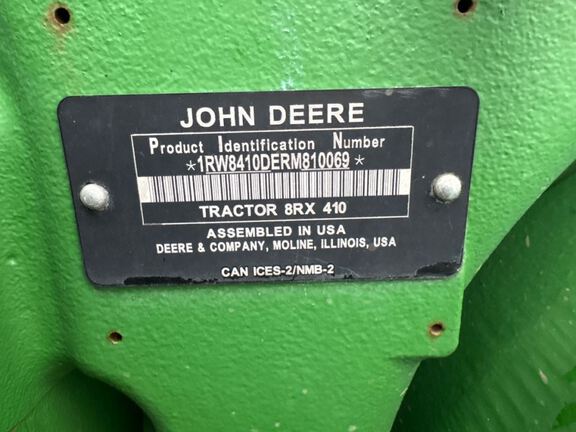 JOHN DEERE
Product Identification Number
*1RW8410DERM810069*
TRACTOR 8RX 410
ASSEMBLED IN USA
DEERE & COMPANY, MOLINE, ILLINOIS, USA
CAN ICES-2/NMB-2